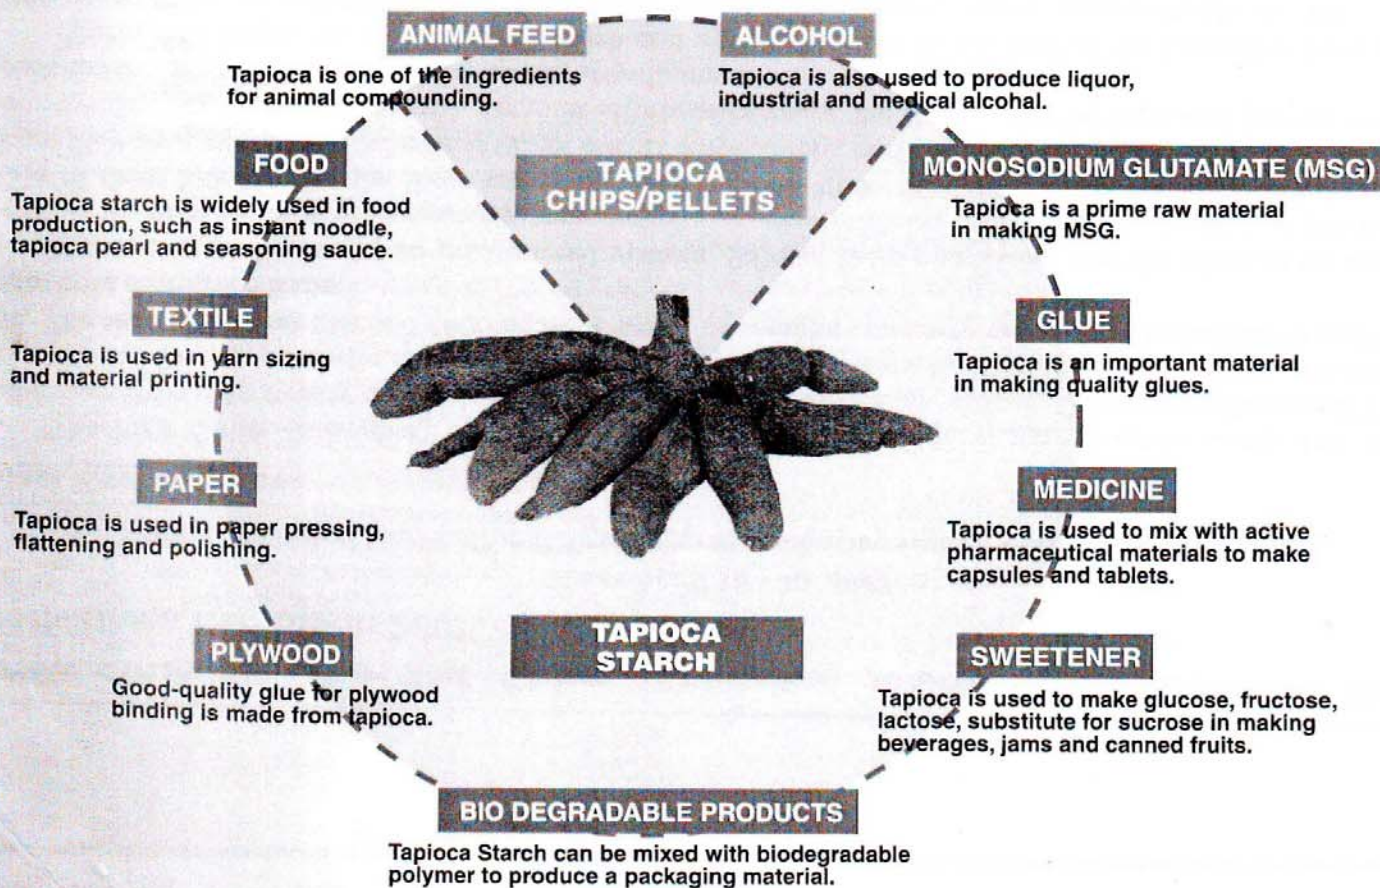 ANIMAL FEED
Tapioca is one of the ingredients
for animal compounding.
ALCOHOL
Tapioca is also used to produce liquor,
industrial and medical alcohal.
FOOD
Tapioca starch is widely used in food
production, such as instant noodle,
tapioca pearl and seasoning sauce.
TAPIOCA
CHIPS/PELLETS
MONOSODIUM GLUTAMATE (MSG)
Tapioca is a prime raw material
in making MSG.
TEXTILE
Tapioca is used in yarn sizing
and material printing.
GLUE
Tapioca is an important material
in making quality glues.
PAPER
Tapioca is used in paper pressing,
flattening and polishing.
MEDICINE
Tapioca is used to mix with active
pharmaceutical materials to make
capsules and tablets.
PLYWOOD
Good-quality glue for plywood
binding is made from tapioca.
TAPIOCA
STARCH
SWEETENER
Tapioca is used to make glucose, fructose,
lactose, substitute for sucrose in making
beverages, jams and canned fruits.
BIO DEGRADABLE PRODUCTS
Tapioca Starch can be mixed with biodegradable
polymer to produce a packaging material.